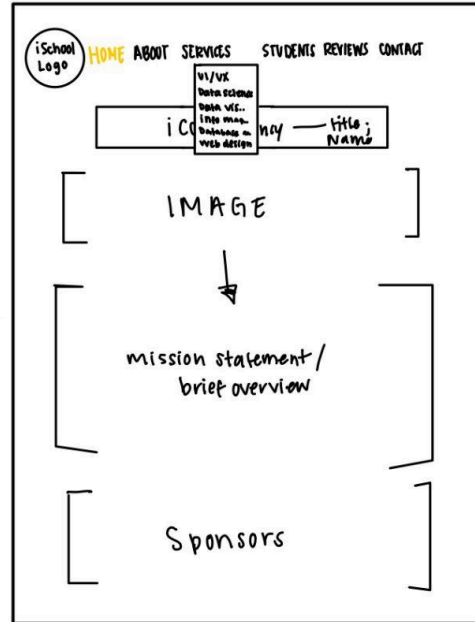 iSchool
Logo
HOME ABOUT SERVICES STUDENTS REVIEWS CONTACT
UI/UX
Data science
Data vis..
info mag..
Database
web design
title;
Name
IMAGE
mission statement/
brief overview
Sponsors